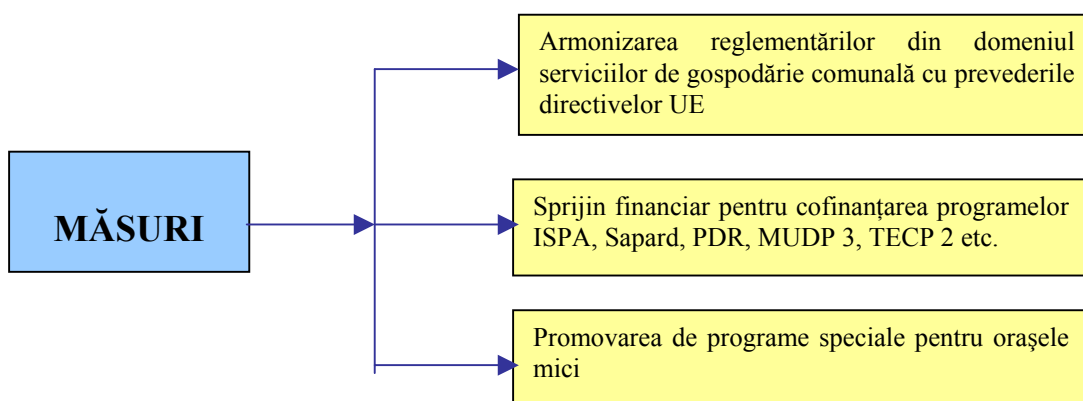 Armonizarea reglementărilor din domeniul
serviciilor de gospodărie comunală cu prevederile
directivelor UE
MĂSURI
Sprijin financiar pentru cofinanțarea programelor
ISPA, Sapard, PDR, MUDP 3, TECP 2 etc.
Promovarea de programe speciale pentru orașele
mici